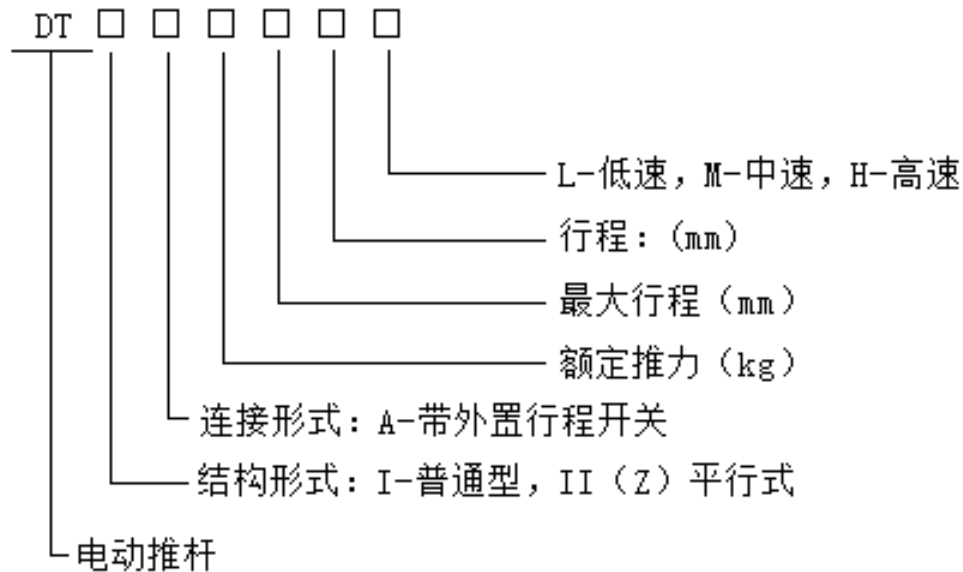 DT □ □ □ □ □ □
L-低速，M-中速，H-高速
行程：(mm)
最大行程（mm）
额定推力（kg）
连接形式：A-带外置行程开关
结构形式：I-普通型，II（Z）平行式
电动推杆